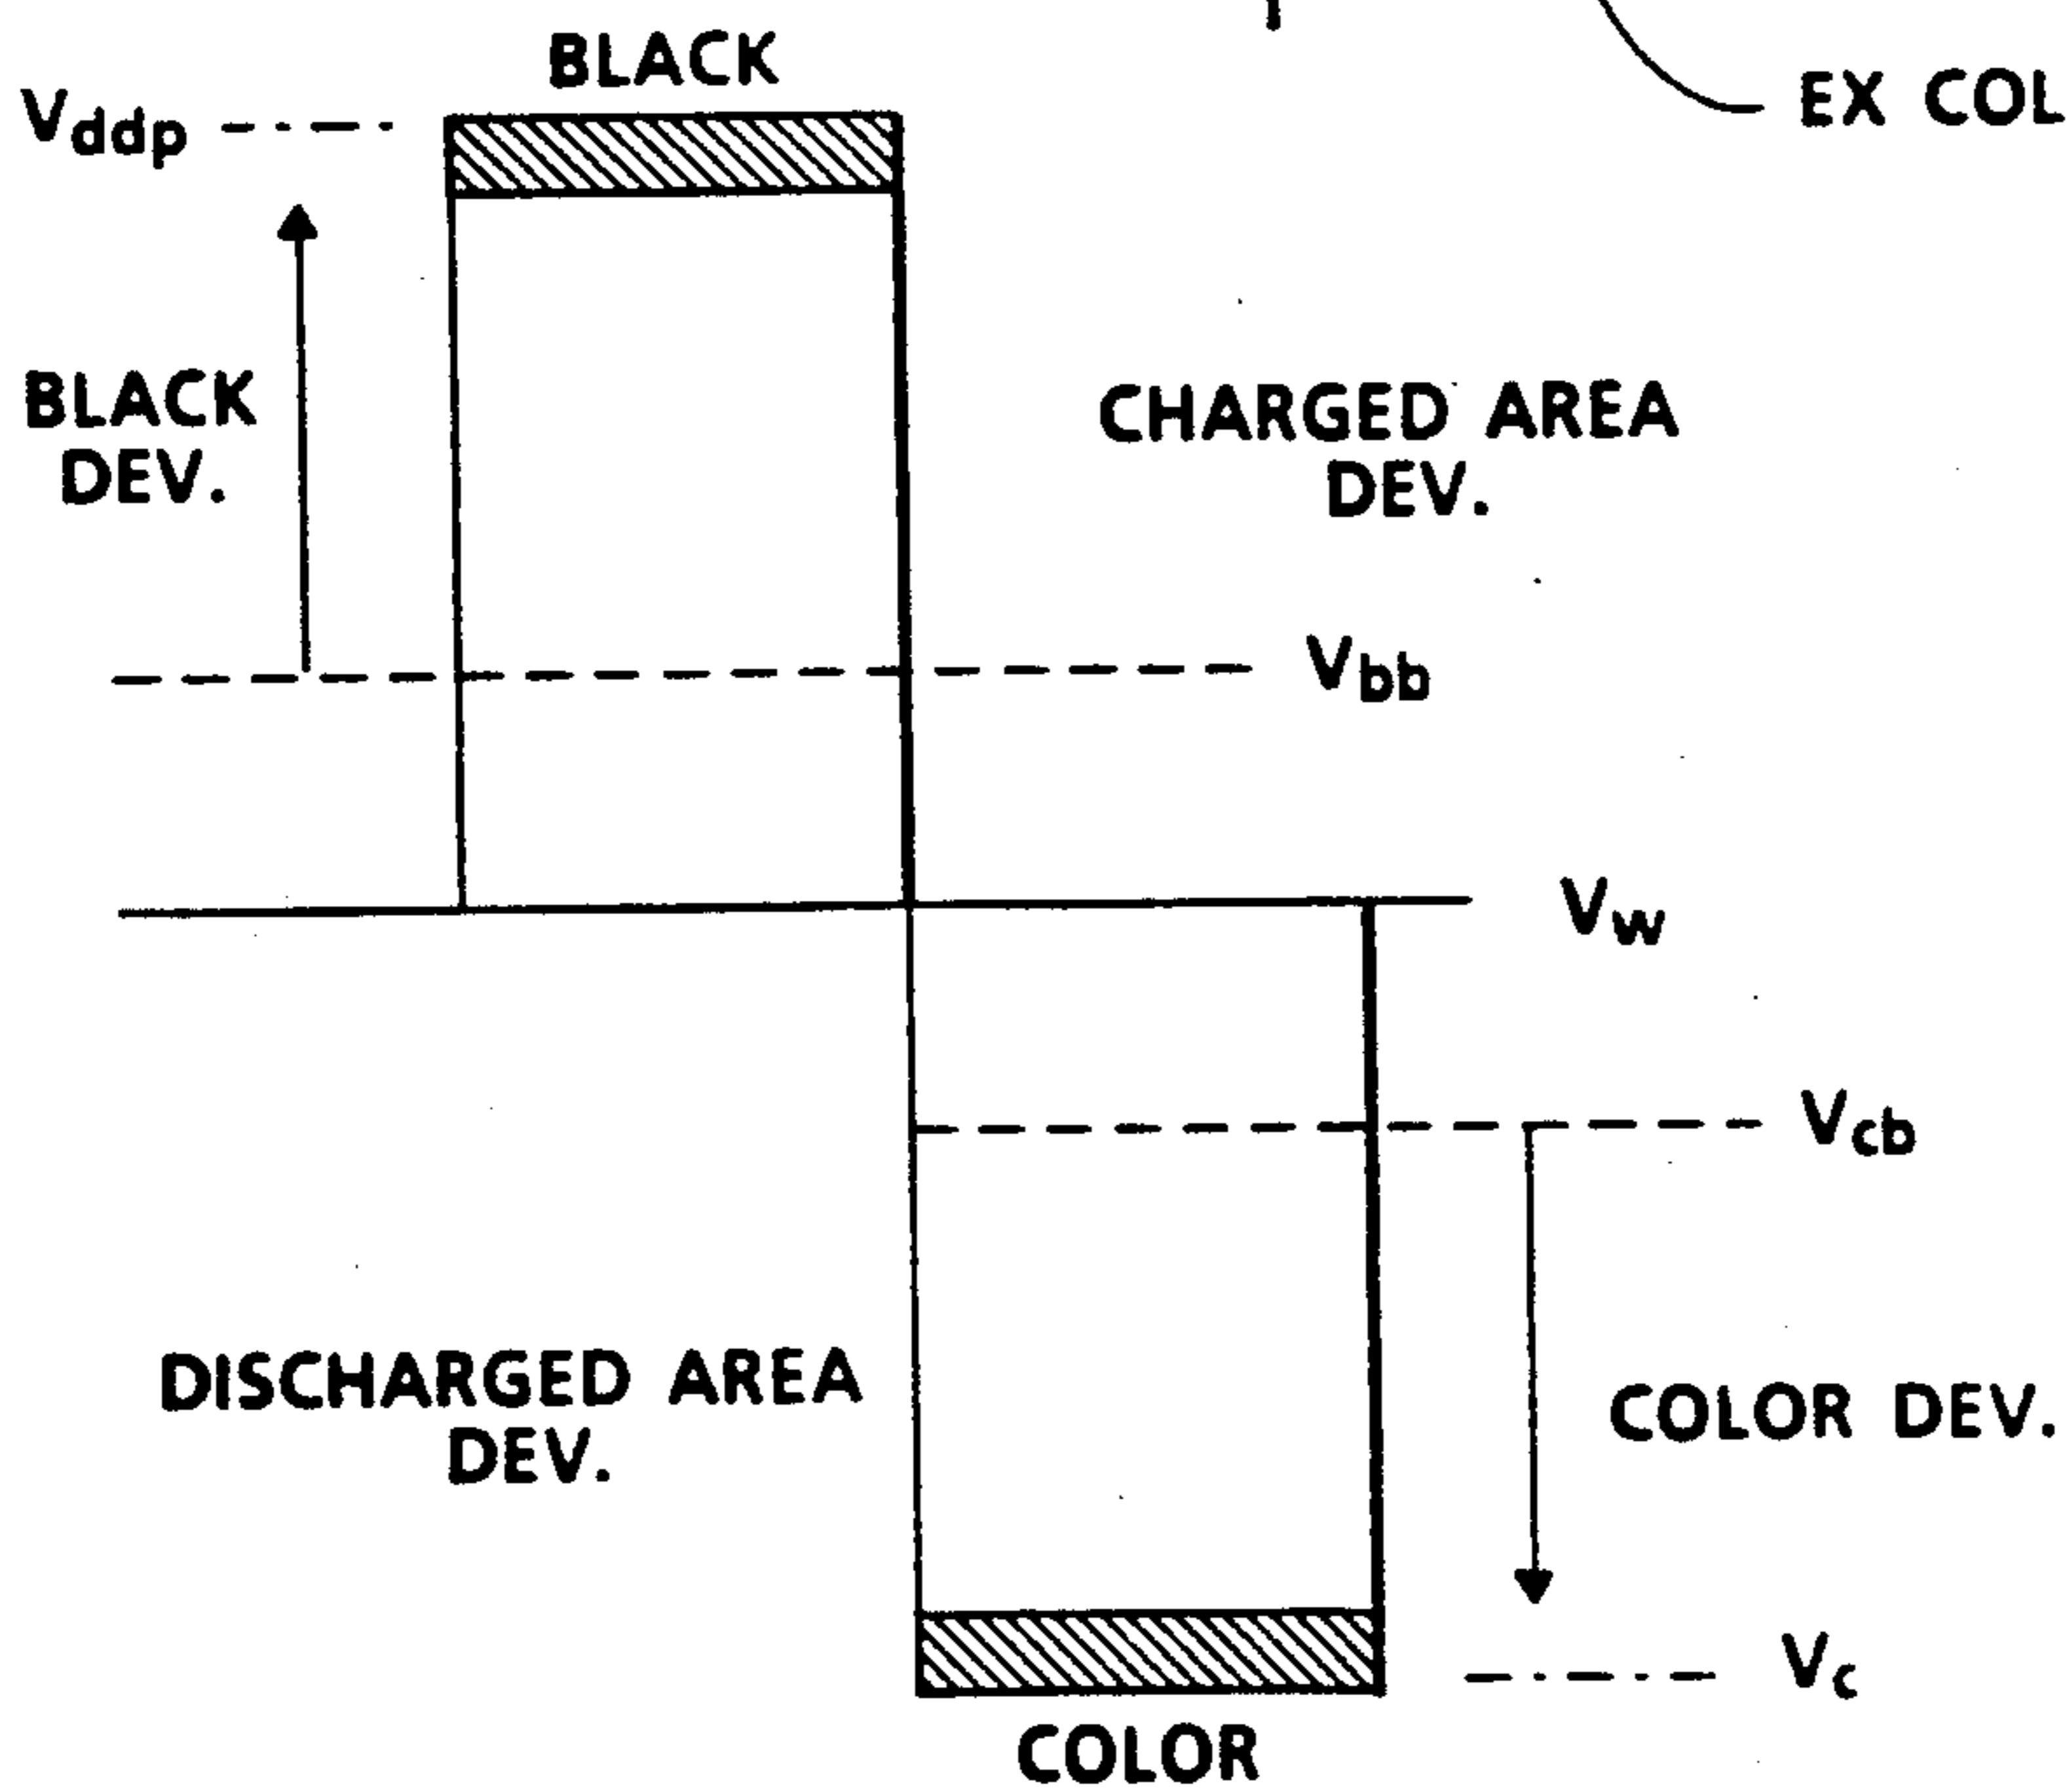 BLACK
EX COL
Vddp
BLACK
DEV.
CHARGED AREA
DEV.
Vbb
Vw
Vcb
DISCHARGED AREA
DEV.
COLOR DEV.
Vc
COLOR